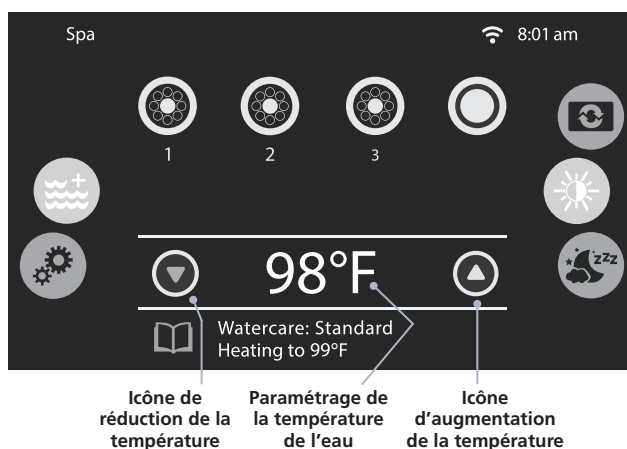 Spa
8:01 am
1 2 3
zzz
98°F
Watercare: Standard
Heating to 99°F
Icône de
réduction de la
température
Paramétrage de
la température
de l’eau
Icône
d’augmentation
de la température